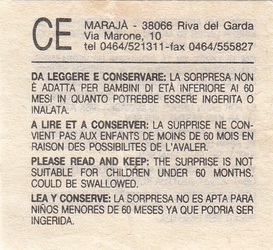 CE
MARAJÀ - 38066 Riva del Garda
Via Marone, 10
tel 0464/521311-fax 0464/555827
DA LEGGERE E CONSERVARE: LA SORPRESA NON
È ADATTA PER BAMBINI DI ETÀ INFERIORE AI 60
MESI IN QUANTO POTREBBE ESSERE INGERITA O
INALATA.
A LIRE ET A CONSERVER: LA SURPRISE NE CON-
VIENT PAS AUX ENFANTS DE MOINS DE 60 MOIS EN
RAISON DES POSSIBILITES DE L'AVALER.
PLEASE READ AND KEEP: THE SURPRISE IS NOT
SUITABLE FOR CHILDREN UNDER 60 MONTHS.
COULD BE SWALLOWED.
LEA Y CONSERVE: LA SORPRESA NO ES APTA PARA
NIÑOS MENORES DE 60 MESES YA QUE PODRIA SER
INGERIDA.